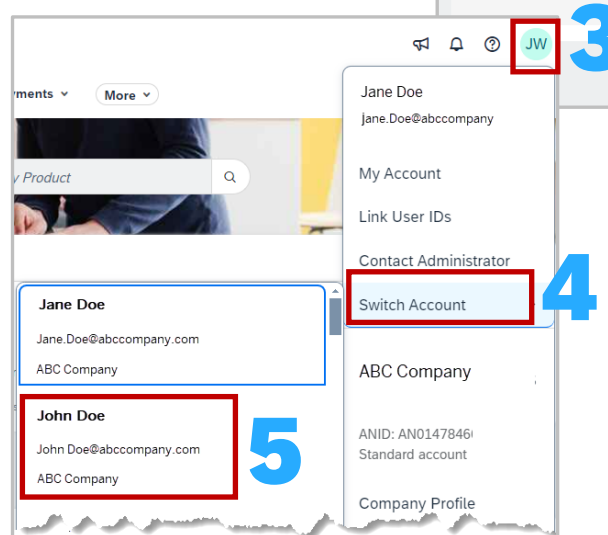 3
JW
ments
More
Jane Doe
jane.Doe@abccompany
y Product
My Account
Link User IDs
Contact Administrator
Switch Account
4
Jane Doe
Jane.Doe@abccompany.com
ABC Company
ABC Company
John Doe
John Doe@abccompany.com
ABC Company
5
ANID: AN0147846
Standard account
Company Profile